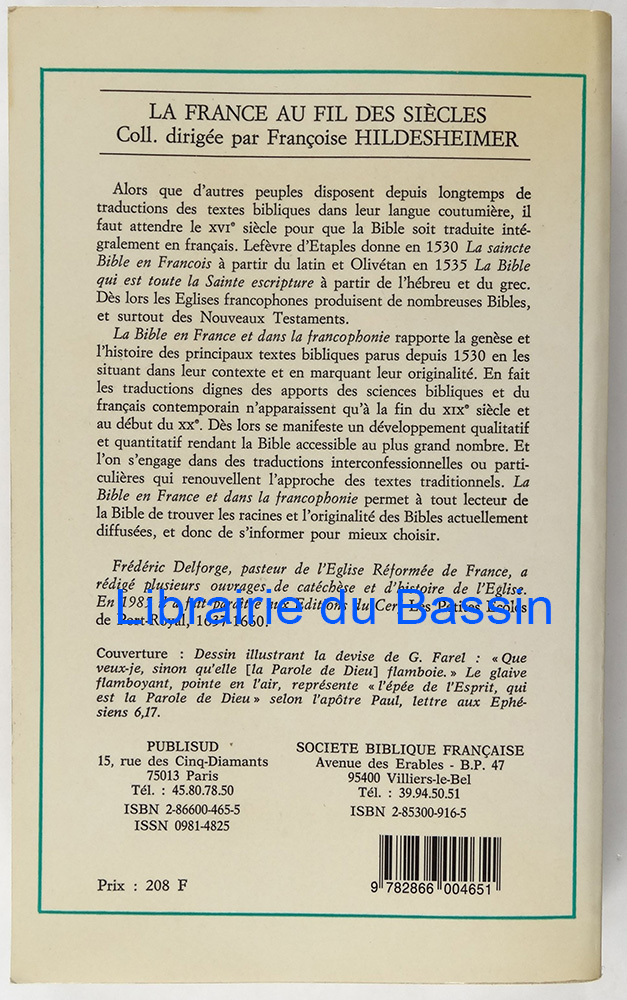 LA FRANCE AU FIL DES SIÈCLES
Coll. dirigée par Françoise HILDESHEIMER
Alors que d'autres peuples disposent depuis longtemps de
traductions des textes bibliques dans leur langue coutumière, il
faut attendre le XVIe siècle pour que la Bible soit traduite inté-
gralement en français. Lefèvre d'Etaples donne en 1530 La saincte
Bible en Francois à partir du latin et Olivétan en 1535 La Bible
qui est toute la Sainte escripture à partir de l'hébreu et du grec.
Dès lors les Eglises francophones produisent de nombreuses Bibles,
et surtout des Nouveaux Testaments.
La Bible en France et dans la francophonie rapporte la genèse et
l'histoire des principaux textes bibliques parus depuis 1530 en les
situant dans leur contexte et en marquant leur originalité. En fait
les traductions dignes des apports des sciences bibliques et du
français contemporain n'apparaissent qu'à la fin du XIXe siècle et
au début du XXe. Dès lors se manifeste un développement qualitatif
et quantitatif rendant la Bible accessible au plus grand nombre. Et
l'on s'engage dans des traductions interconfessionnelles ou parti-
culières qui renouvellent l'approche des textes traditionnels. La
Bible en France et dans la francophonie permet à tout lecteur de
la Bible de trouver les racines et l'originalité des Bibles actuellement
diffusées, et donc de s'informer pour mieux choisir.
Frédéric Delforge, pasteur de l'Eglise Réformée de France, a
rédigé plusieurs ouvrages de catéchèse et d'histoire de l'Eglise.
En fait paraître aux Editions du Cerf Les Petites Ecoles
de Port-Royal, 1637-1660.
Librairie du Bassin
Couverture : Dessin illustrant la devise de G. Farel : « Que
veux-je, sinon qu'elle [la Parole de Dieu] flamboie. » Le glaive
flamboyant, pointe en l'air, représente « l'épée de l'Esprit, qui
est la Parole de Dieu » selon l'apôtre Paul, lettre aux Ephé-
siens 6,17.
PUBLISUD
15, rue des Cinq-Diamants
75013 Paris
Tél. : 45.80.78.50
ISBN 2-86600-465-5
ISSN 0981-4825
SOCIETE BIBLIQUE FRANÇAISE
Avenue des Erables - B.P. 47
95400 Villiers-le-Bel
Tél. : 39.94.50.51
ISBN 2-85300-916-5
Prix : 208 F
9 782866 004651